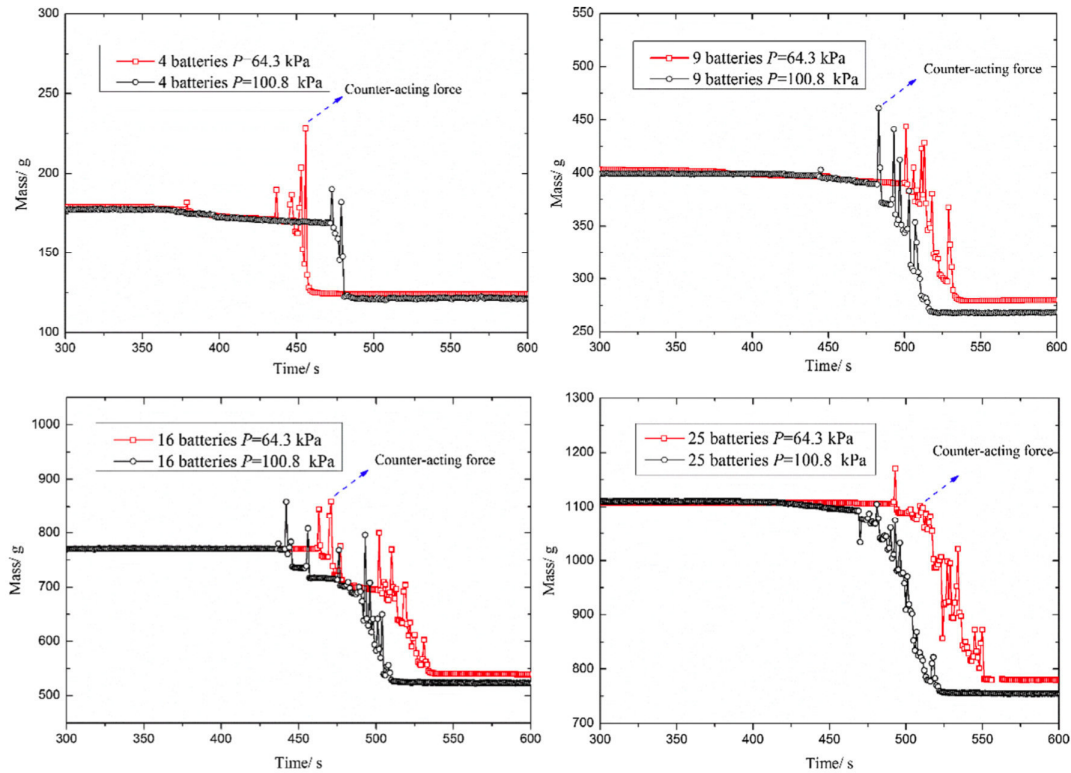 300
250
200
150
100
Mass/ g
4 batteries P=64.3 kPa
4 batteries P=100.8 kPa
Counter-acting force
300 350 400 450 500 550 600
Time/ s
550
500
450
400
350
300
250
Mass/ g
9 batteries P=64.3 kPa
9 batteries P=100.8 kPa
Counter-acting force
300 350 400 450 500 550 600
Time/ s
1000
900
800
700
600
500
Mass/ g
16 batteries P=64.3 kPa
16 batteries P=100.8 kPa
Counter-acting force
300 350 400 450 500 550 600
Time/ s
1300
1200
1100
1000
900
800
700
Mass/ g
25 batteries P=64.3 kPa
25 batteries P=100.8 kPa
Counter-acting force
300 350 400 450 500 550 600
Time/ s